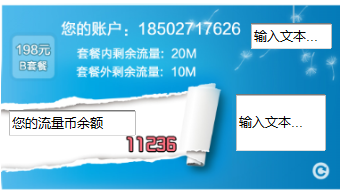 您的账户：18502717626
输入文本...
198元
B套餐
套餐内剩余流量：20M
套餐外剩余流量：10M
您的流量币余额
11236
输入文本...